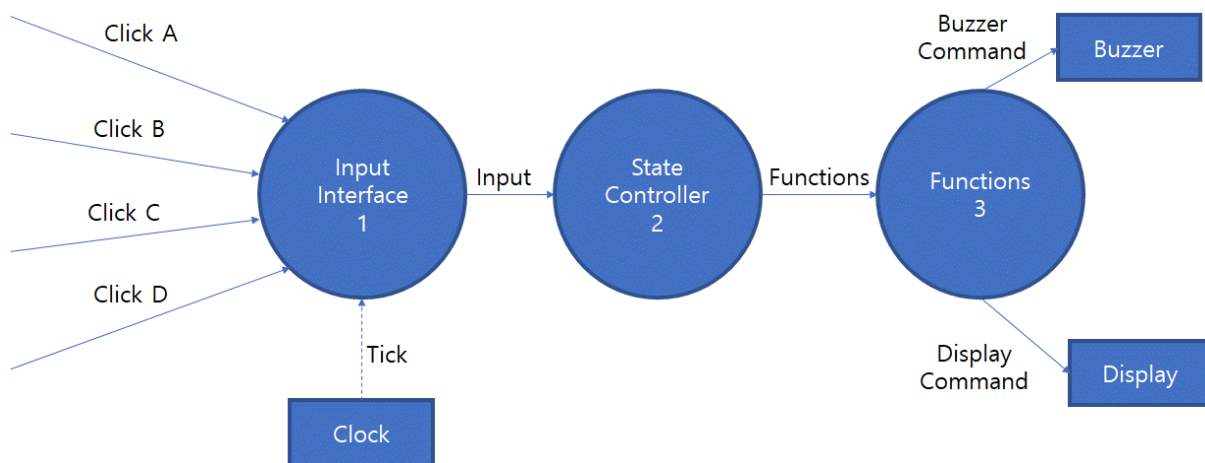 Click A
Click B
Click C
Click D
Input
Interface
1
Tick
Clock
Input
State
Controller
2
Functions
Functions
3
Buzzer
Command
Buzzer
Display
Command
Display